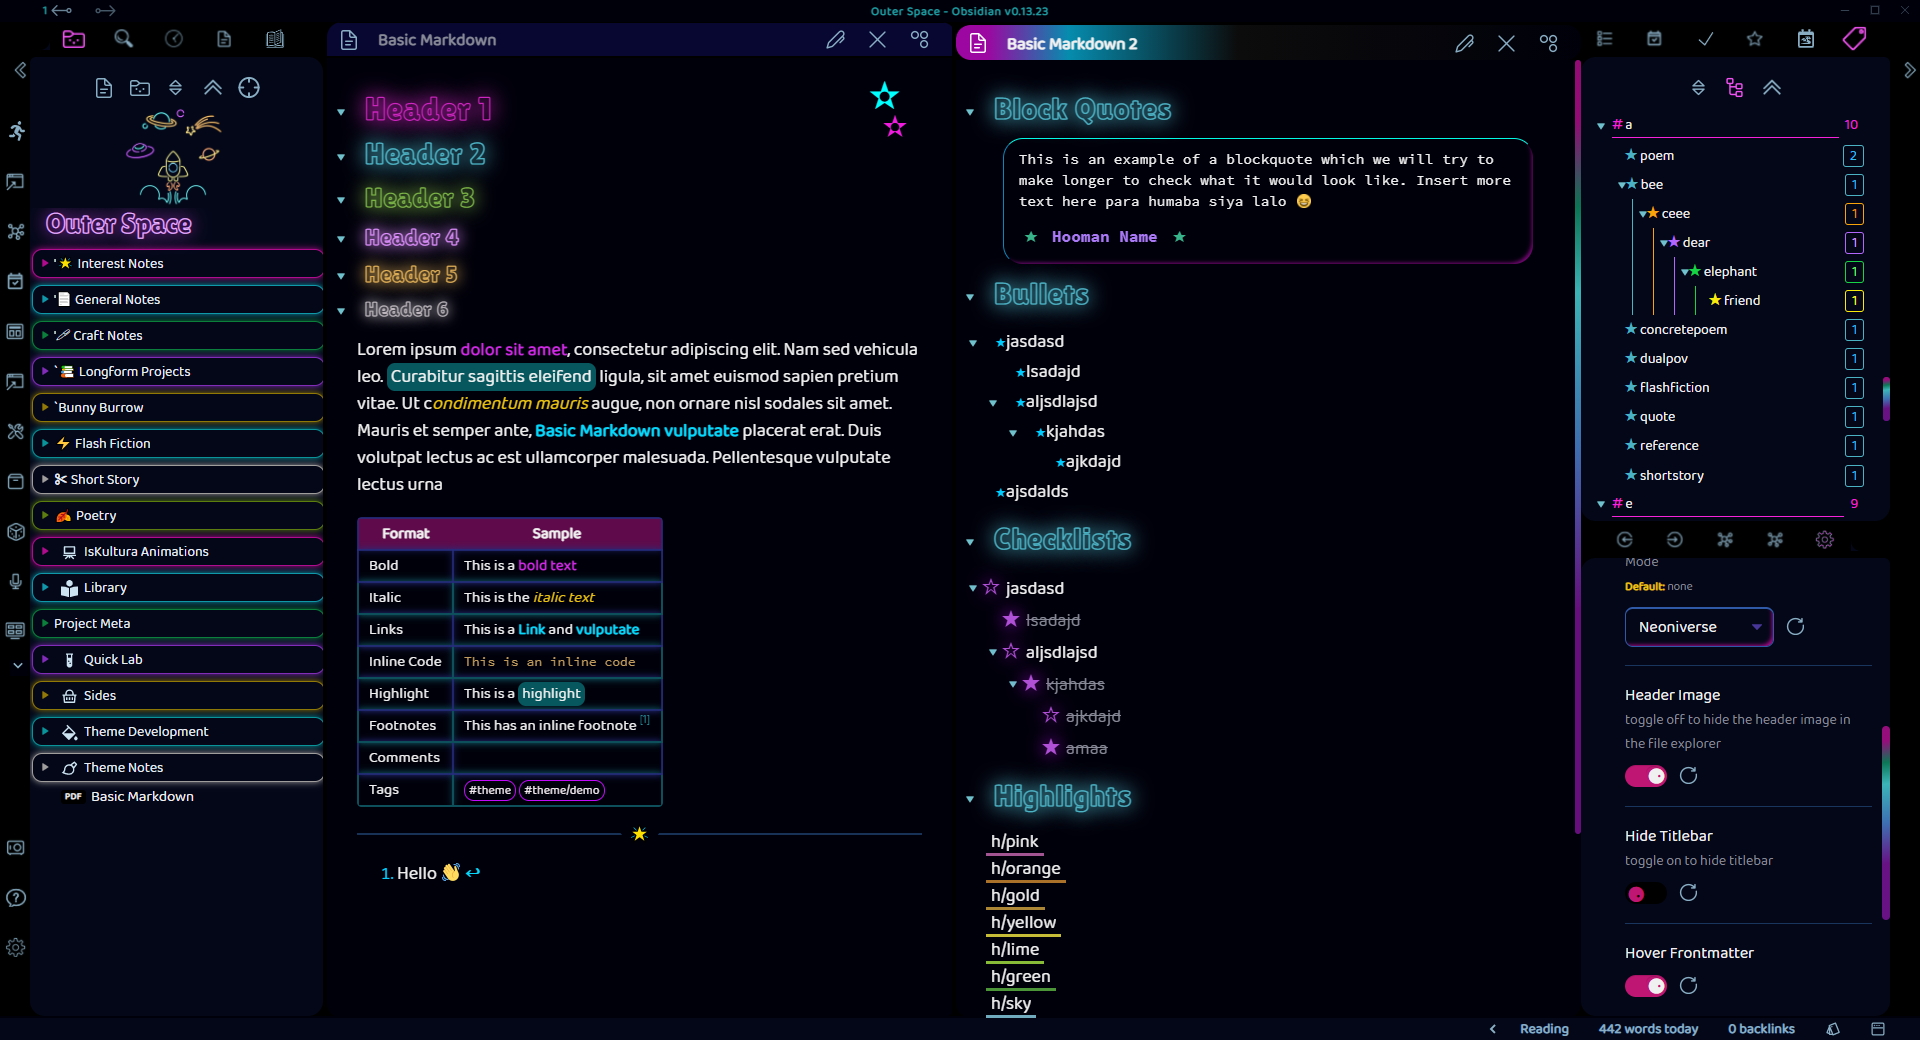 1
Outer Space - Obsidian v0.13.23
Outer Space
Interest Notes
General Notes
Craft Notes
Longform Projects
`Bunny Burrow
Flash Fiction
Short Story
Poetry
IsKultura Animations
Library
Project Meta
Quick Lab
Sides
Theme Development
Theme Notes
PDF Basic Markdown
Basic Markdown
Header 1
Header 2
Header 3
Header 4
Header 5
Header 6
Lorem ipsum dolor sit amet, consectetur adipiscing elit. Nam sed vehicula
leo. Curabitur sagittis eleifend ligula, sit amet euismod sapien pretium
vitae. Ut condimentum mauris augue, non ornare nisl sodales sit amet.
Mauris et semper ante, Basic Markdown vulputate placerat erat. Duis
volutpat lectus ac est ullamcorper malesuada. Pellentesque vulputate
lectus urna
Format Sample
Bold This is a bold text
Italic This is the italic text
Links This is a Link and vulputate
Inline Code This is an inline code
Highlight This is a highlight
Footnotes This has an inline footnote [1]
Comments
Tags #theme #theme/demo
1. Hello 👋 ↩
Basic Markdown 2
Block Quotes
This is an example of a blockquote which we will try to
make longer to check what it would look like. Insert more
text here para humaba siya lalo 😄
★ Hooman Name ★
Bullets
jasdasd
lsadajd
aljsdlajsd
kjahdas
ajkdajd
ajsdalds
Checklists
jasdasd
lsadajd
aljsdlajsd
kjahdas
ajkdajd
amaa
Highlights
h/pink
h/orange
h/gold
h/yellow
h/lime
h/green
h/sky
#a 10
poem 2
bee 1
ceee 1
dear 1
elephant 1
friend 1
concretepoem 1
dualpov 1
flashfiction 1
quote 1
reference 1
shortstory 1
#e 9
Mode
Default: none
Neoniverse
Header Image
toggle off to hide the header image in
the file explorer
Hide Titlebar
toggle on to hide titlebar
Hover Frontmatter
Reading 442 words today 0 backlinks